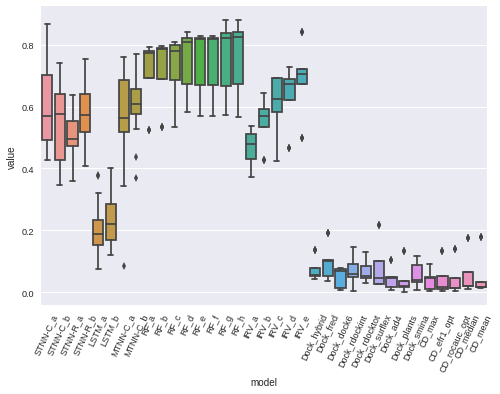 0.8
0.6
0.4
0.2
0.0
value
STNN-C_a
STNN-C_b
STNN-R_a
STNN-R_b
LSTM_a
LSTM_b
MTNN-C_a
MTNN-C_b
RF_a
RF_b
RF_c
RF_d
RF_e
RF_f
RF_g
RF_h
IRV_a
IRV_b
IRV_c
IRV_d
IRV_e
Dock_hybrid
Dock_fred
Dock_dock6
Dock_rdockint
Dock_rdocktot
Dock_surflex
Dock_ad4
Dock_plants
Dock_smina
CD_max
CD_efr1_opt
CD_rocauc_opt
CD_median
CD_mean
model